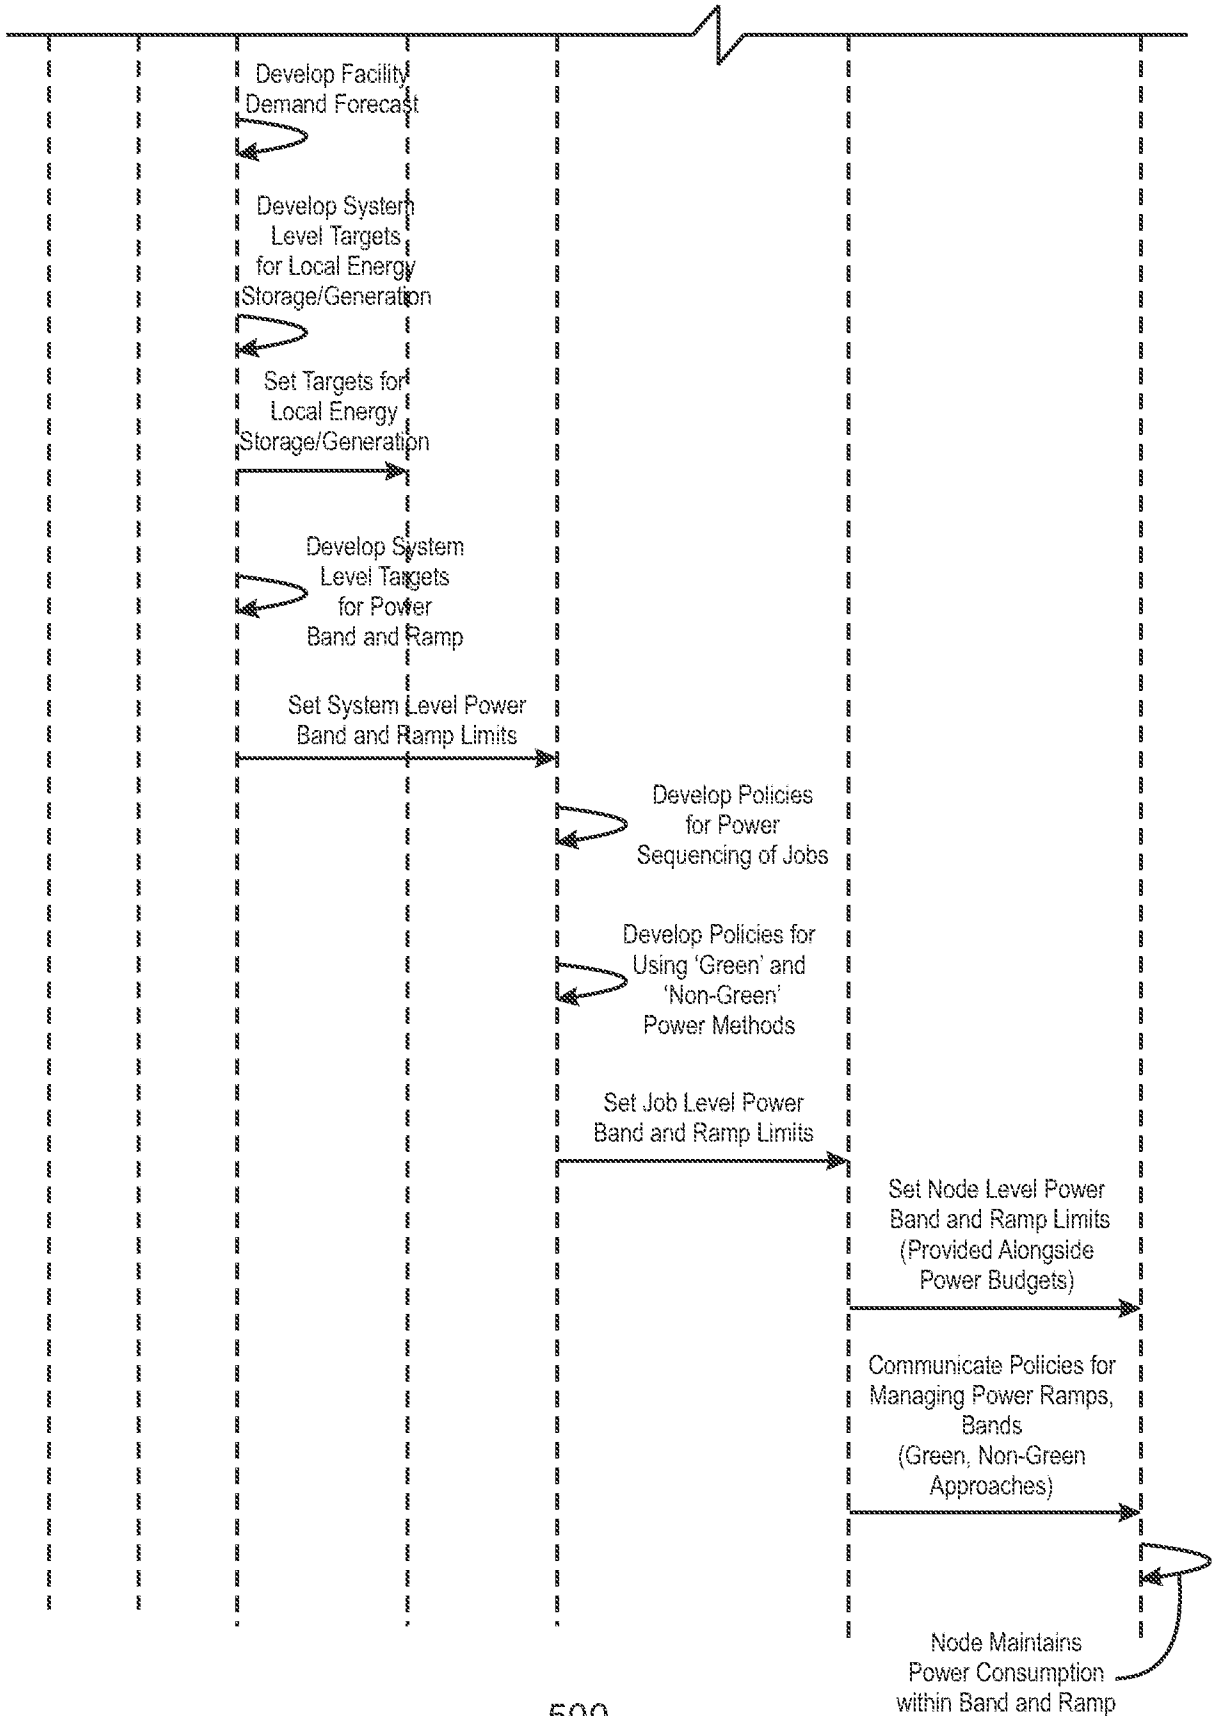 Develop Facility
Demand Forecast
Develop System
Level Targets
for Local Energy
Storage/Generation
Set Targets for
Local Energy
Storage/Generation
Develop System
Level Targets
for Power
Band and Ramp
Set System Level Power
Band and Ramp Limits
Develop Policies
for Power
Sequencing of Jobs
Develop Policies for
Using ‘Green’ and
‘Non-Green’
Power Methods
Set Job Level Power
Band and Ramp Limits
Set Node Level Power
Band and Ramp Limits
(Provided Alongside
Power Budgets)
Communicate Policies for
Managing Power Ramps,
Bands
(Green, Non-Green
Approaches)
Node Maintains
Power Consumption
within Band and Ramp